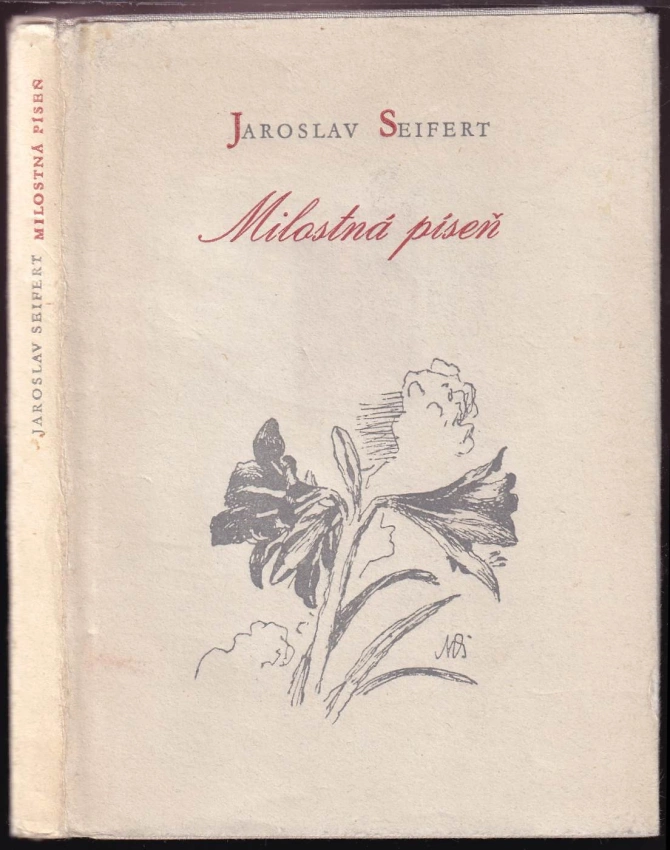 JAROSLAV SEIFERT
Milostná píseň
JAROSLAV SEIFERT MILOSTNÁ PÍSEŇ